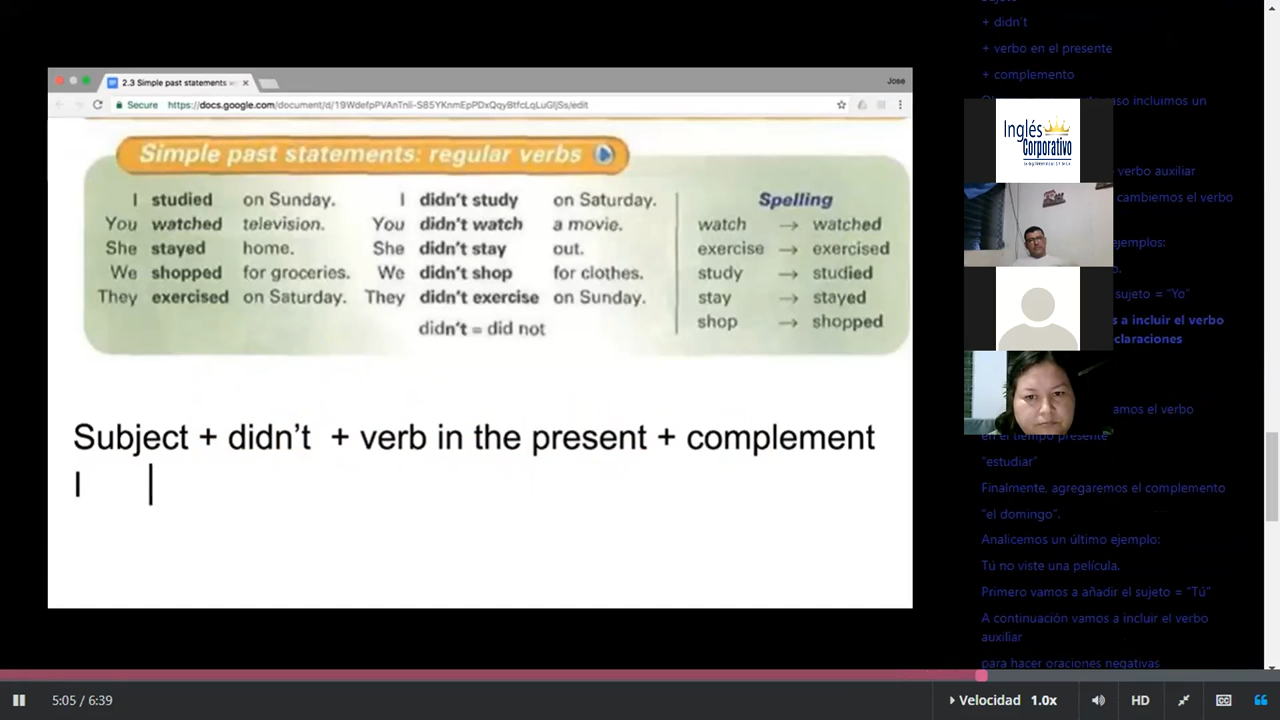 2.3 Simple past statements
Jose
Secure https://docs.google.com/document/d/19WdefpPVAnTnli-S85YKnmEpPDxQqyBtfcLqLuGIjSs/edit
Simple past statements: regular verbs
I studied on Sunday. I didn't study on Saturday. Spelling
You watched television. You didn't watch a movie. watch → watched
She stayed home. She didn't stay out. exercise → exercised
We shopped for groceries. We didn't shop for clothes. study → studied
They exercised on Saturday. They didn't exercise on Sunday. stay → stayed
didn't = did not shop → shopped
Subject + didn't + verb in the present + complement
I
+ didn't
+ verbo en el presente
+ complemento
so incluimos un
Inglés
Corporativo
verbo auxiliar
cambiemos el verbo
ejemplos:
sujeto = "Yo"
s a incluir el verbo
claraciones
amos el verbo
en el tiempo presente
"estudiar"
Finalmente, agregaremos el complemento
"el domingo".
Analicemos un último ejemplo:
Tú no viste una película.
Primero vamos a añadir el sujeto = "Tú"
A continuación vamos a incluir el verbo
auxiliar
para hacer oraciones negativas
5:05 / 6:39
Velocidad 1.0x
HD
CC